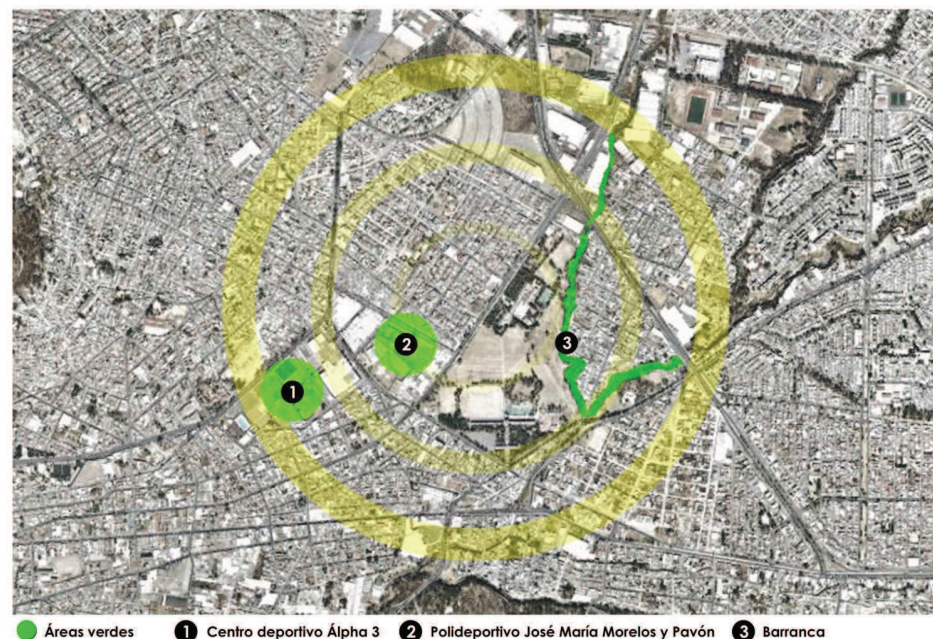 1
2
3
Áreas verdes 1 Centro deportivo Álpha 3 2 Polideportivo José María Morelos y Pavón 3 Barranca